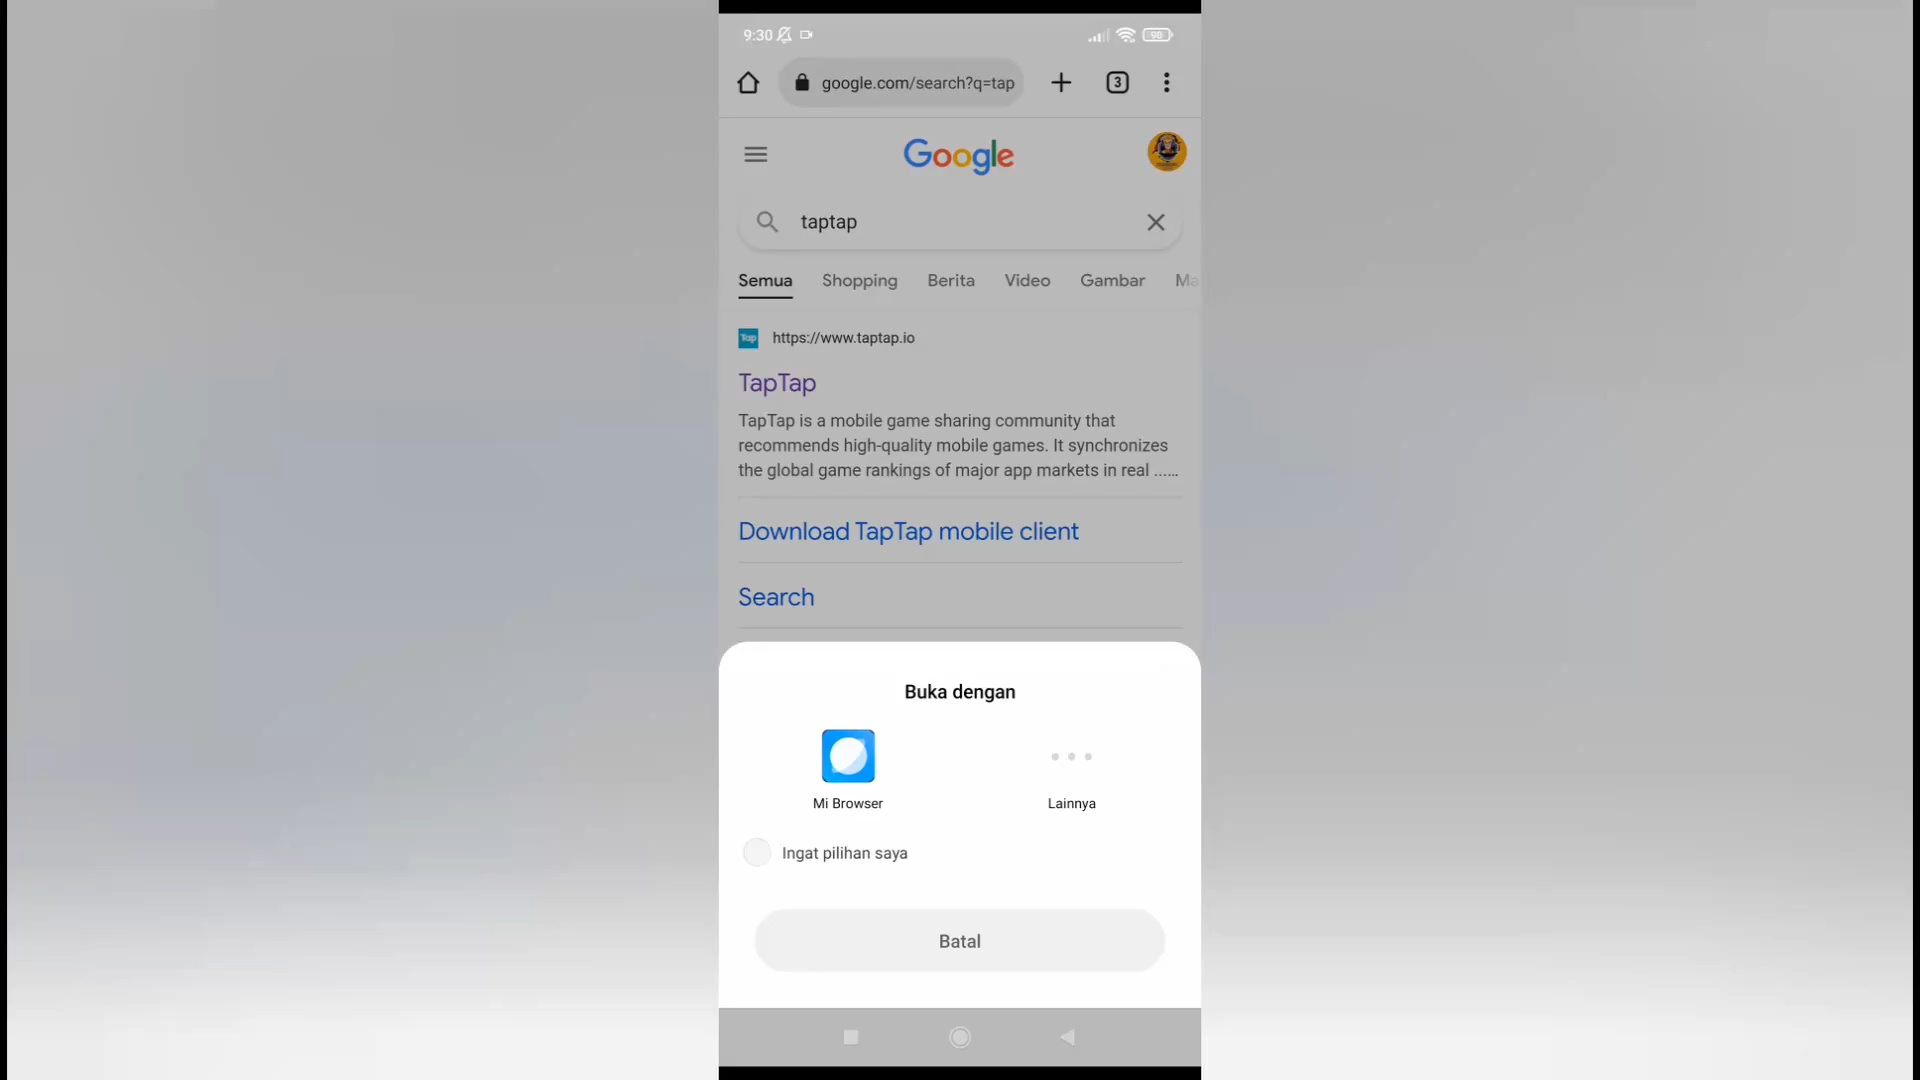 9:30
90
google.com/search?q=tap
3
Google
taptap
Semua Shopping Berita Video Gambar Ma
Tap
https://www.taptap.io
TapTap
TapTap is a mobile game sharing community that
recommends high-quality mobile games. It synchronizes
the global game rankings of major app markets in real ......
Download TapTap mobile client
Search
Buka dengan
Mi Browser
Lainnya
Ingat pilihan saya
Batal